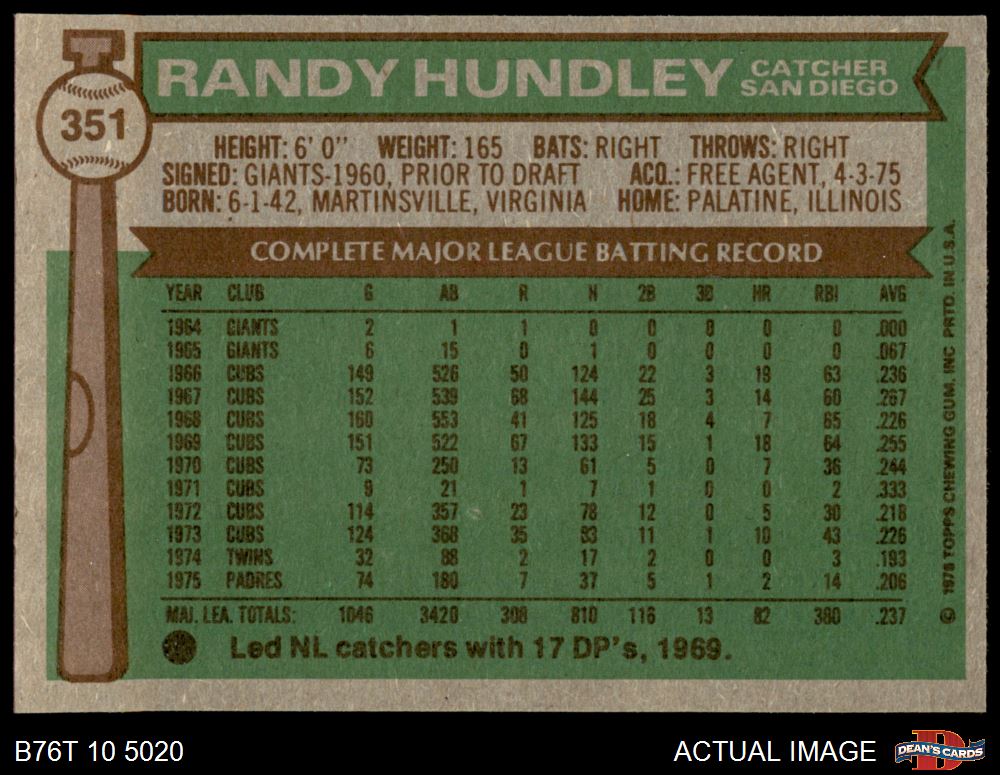 351
RANDY HUNDLEY CATCHER SAN DIEGO
HEIGHT: 6' 0" WEIGHT: 165 BATS: RIGHT THROWS: RIGHT
SIGNED: GIANTS-1960, PRIOR TO DRAFT ACQ.: FREE AGENT, 4-3-75
BORN: 6-1-42, MARTINSVILLE, VIRGINIA HOME: PALATINE, ILLINOIS
COMPLETE MAJOR LEAGUE BATTING RECORD
YEAR CLUB G AB R H 2B 3B HR RBI AVG
1964 GIANTS 2 1 1 0 0 0 0 0 .000
1965 GIANTS 6 15 0 1 0 0 0 0 .067
1966 CUBS 149 526 50 124 22 3 19 63 .236
1967 CUBS 152 539 68 144 25 3 14 60 .267
1968 CUBS 160 553 41 125 18 4 7 65 .226
1969 CUBS 151 522 67 133 15 1 18 64 .255
1970 CUBS 73 250 13 61 5 0 7 36 .244
1971 CUBS 9 21 1 7 1 0 0 2 .333
1972 CUBS 114 357 23 78 12 0 5 30 .218
1973 CUBS 124 368 35 83 11 1 10 43 .226
1974 TWINS 32 88 2 17 2 0 0 3 .193
1975 PADRES 74 180 7 37 5 1 2 14 .206
MAJ. LEA. TOTALS: 1046 3420 308 810 116 13 82 380 .237
Led NL catchers with 17 DP's, 1969.
© 1976 TOPPS CHEWING GUM, INC PRTD. IN U.S.A.
B76T 10 5020
ACTUAL IMAGE
DEAN'S CARDS